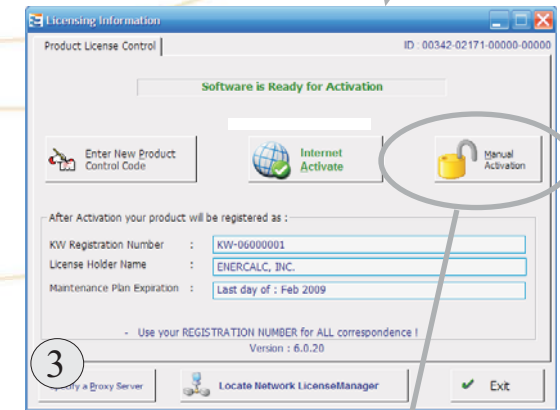 Licensing Information
Product License Control
ID : 00342-02171-00000-00000
Software is Ready for Activation
Enter New Product
Control Code
Internet
Activate
Manual
Activation
After Activation your product will be registered as :
KW Registration Number : KW-06000001
License Holder Name : ENERCALC, INC.
Maintenance Plan Expiration : Last day of : Feb 2009
- Use your REGISTRATION NUMBER for ALL correspondence !
Version : 6.0.20
3
a Proxy Server
Locate Network LicenseManager
Exit